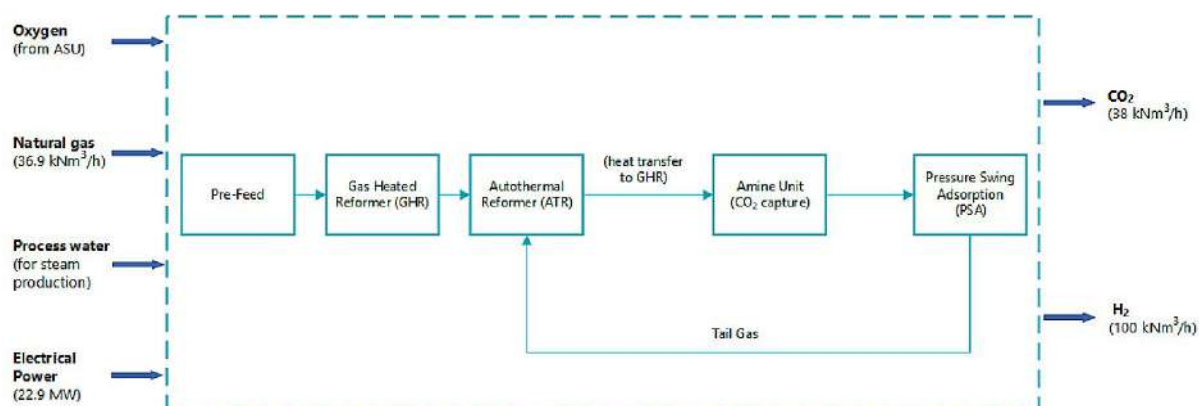 Oxygen
(from ASU)
Natural gas
(36.9 kNm³/h)
Process water
(for steam
production)
Electrical
Power
(22.9 MW)
Pre-Feed
Gas Heated
Reformer (GHR)
Autothermal
Reformer (ATR)
(heat transfer
to GHR)
Amine Unit
(CO₂ capture)
Pressure Swing
Adsorption
(PSA)
Tail Gas
CO₂
(38 kNm³/h)
H₂
(100 kNm³/h)